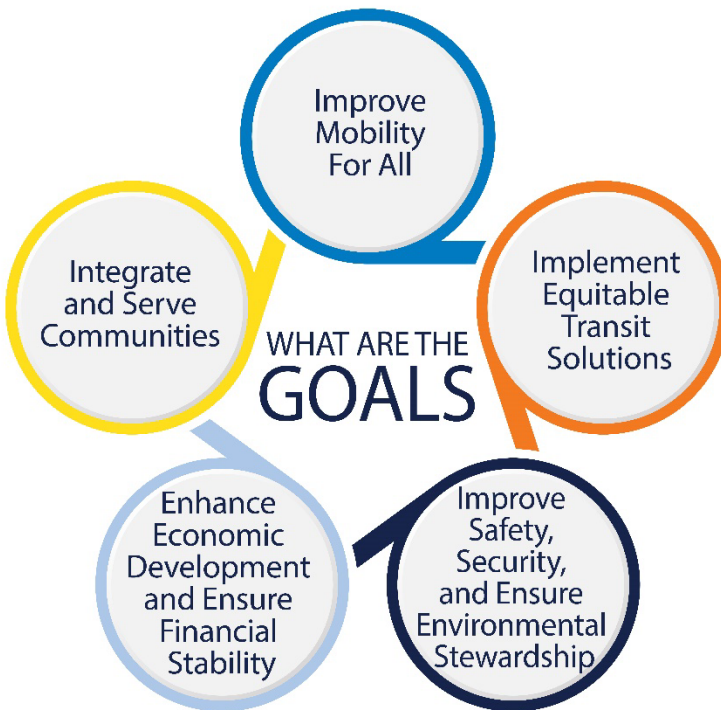 Improve
Mobility
For All
Implement
Equitable
Transit
Solutions
Improve
Safety,
Security,
and Ensure
Environmental
Stewardship
Enhance
Economic
Development
and Ensure
Financial
Stability
Integrate
and Serve
Communities
WHAT ARE THE
GOALS